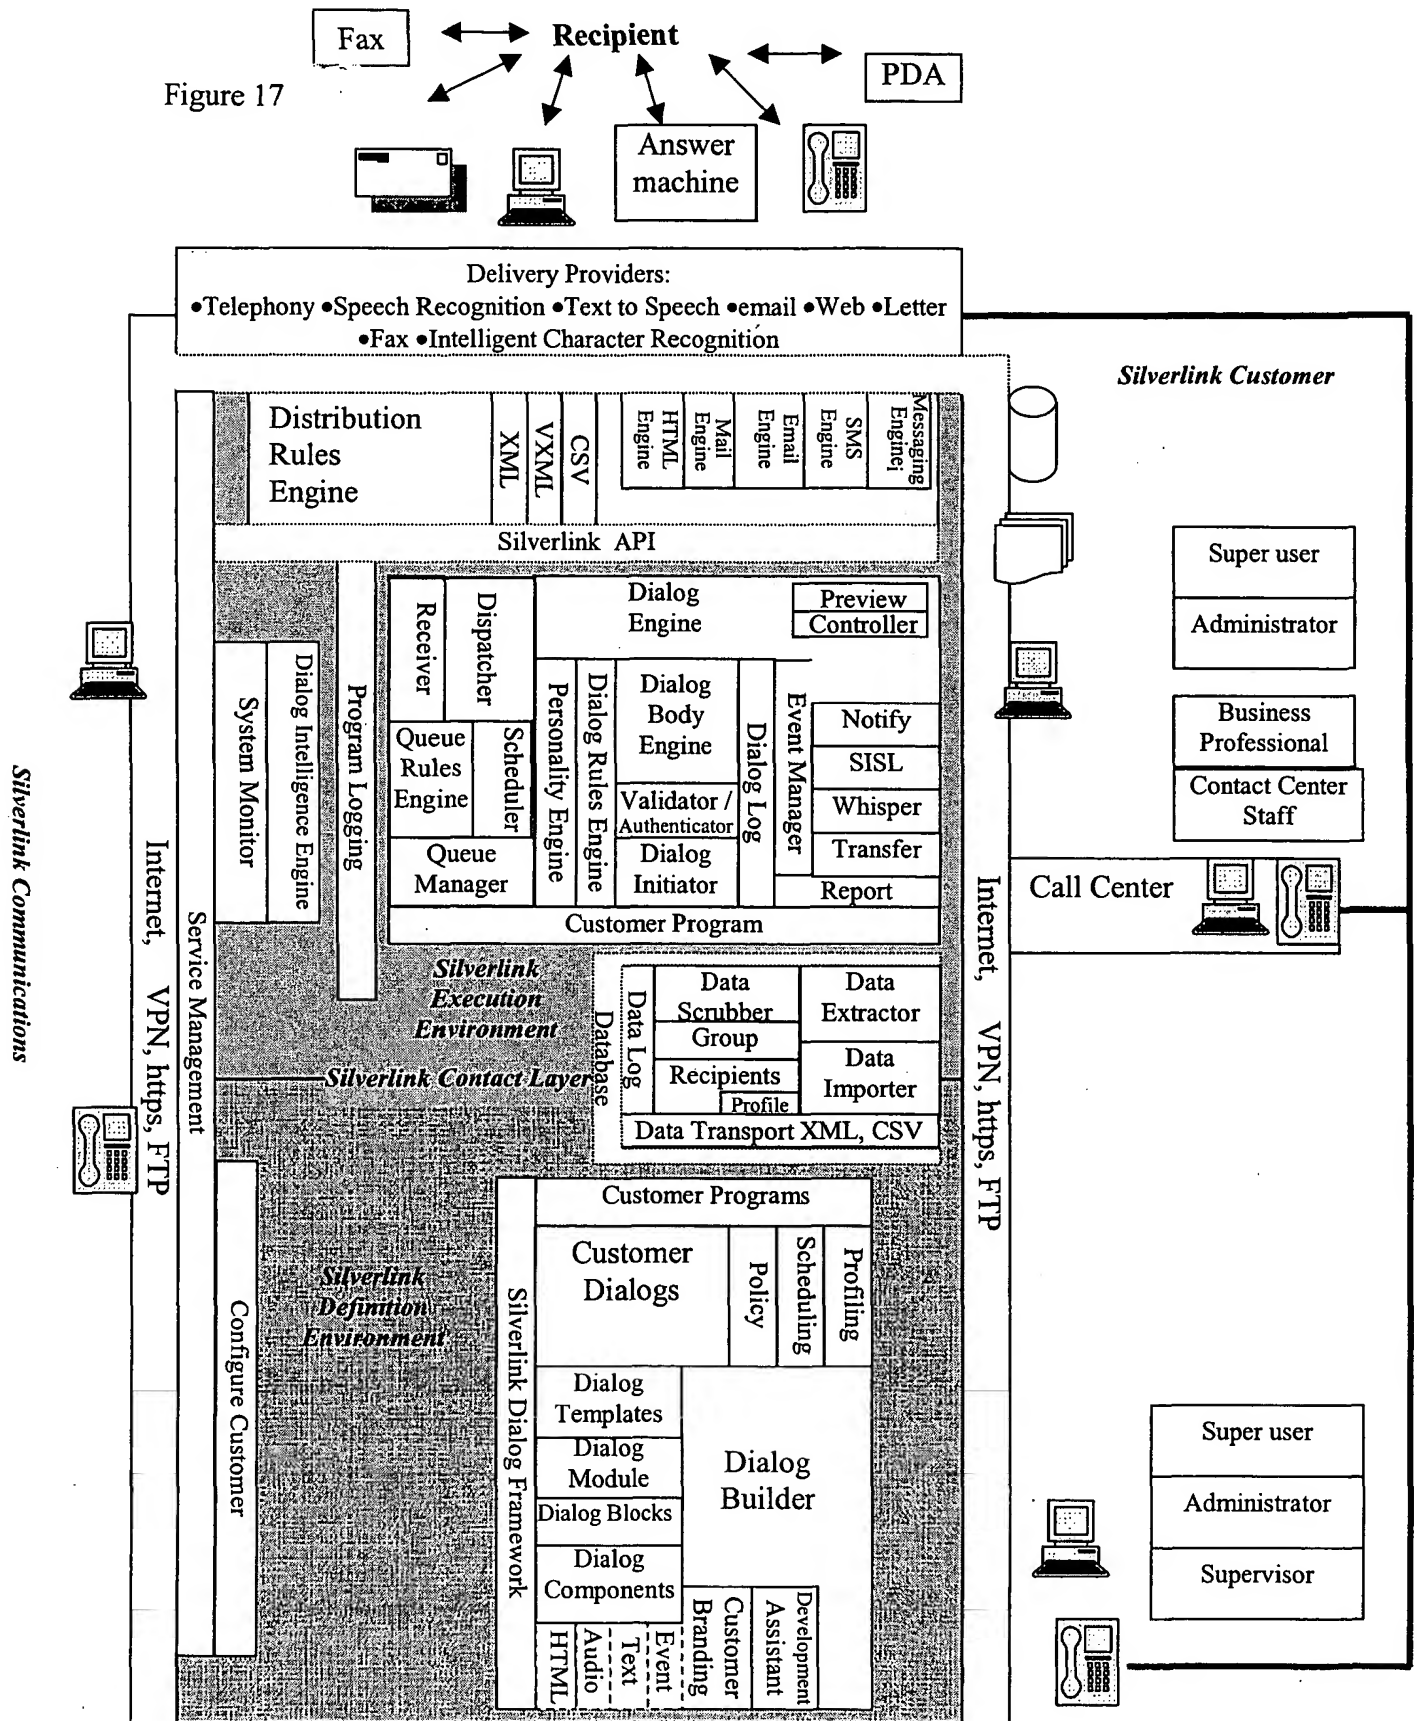 Fax
Recipient
PDA
Figure 17
Answer
machine
Delivery Providers:
●Telephony ●Speech Recognition ●Text to Speech ●email ●Web ●Letter
●Fax ●Intelligent Character Recognition
Silverlink Customer
Distribution
Rules
Engine
XML
VXML
CSV
HTML
Engine
Mail
Engine
Email
Engine
SMS
Engine
Messaging
Enginej
Silverlink API
Super user
Administrator
Business
Professional
Contact Center
Staff
Receiver
Dispatcher
Dialog
Engine
Preview
Controller
System Monitor
Dialog Intelligence Engine
Program Logging
Queue
Rules
Engine
Scheduler
Queue
Manager
Personality Engine
Dialog Rules Engine
Dialog
Body
Engine
Validator /
Authenticator
Dialog
Initiator
Dialog Log
Event Manager
Notify
SISL
Whisper
Transfer
Report
Customer Program
Call Center
Silverlink Communications
Internet, VPN, https, FTP
Service Management
Internet, VPN, https, FTP
Silverlink
Execution
Environment
Silverlink Contact Layer
Database
Data Log
Data
Scrubber
Group
Recipients
Profile
Data
Extractor
Data
Importer
Data Transport XML, CSV
Silverlink
Definition
Environment
Configure Customer
Silverlink Dialog Framework
Customer Programs
Customer
Dialogs
Policy
Scheduling
Profiling
Dialog
Templates
Dialog
Module
Dialog Blocks
Dialog
Components
Dialog
Builder
HTML
Audio
Text
Event
Customer
Branding
Development
Assistant
Super user
Administrator
Supervisor